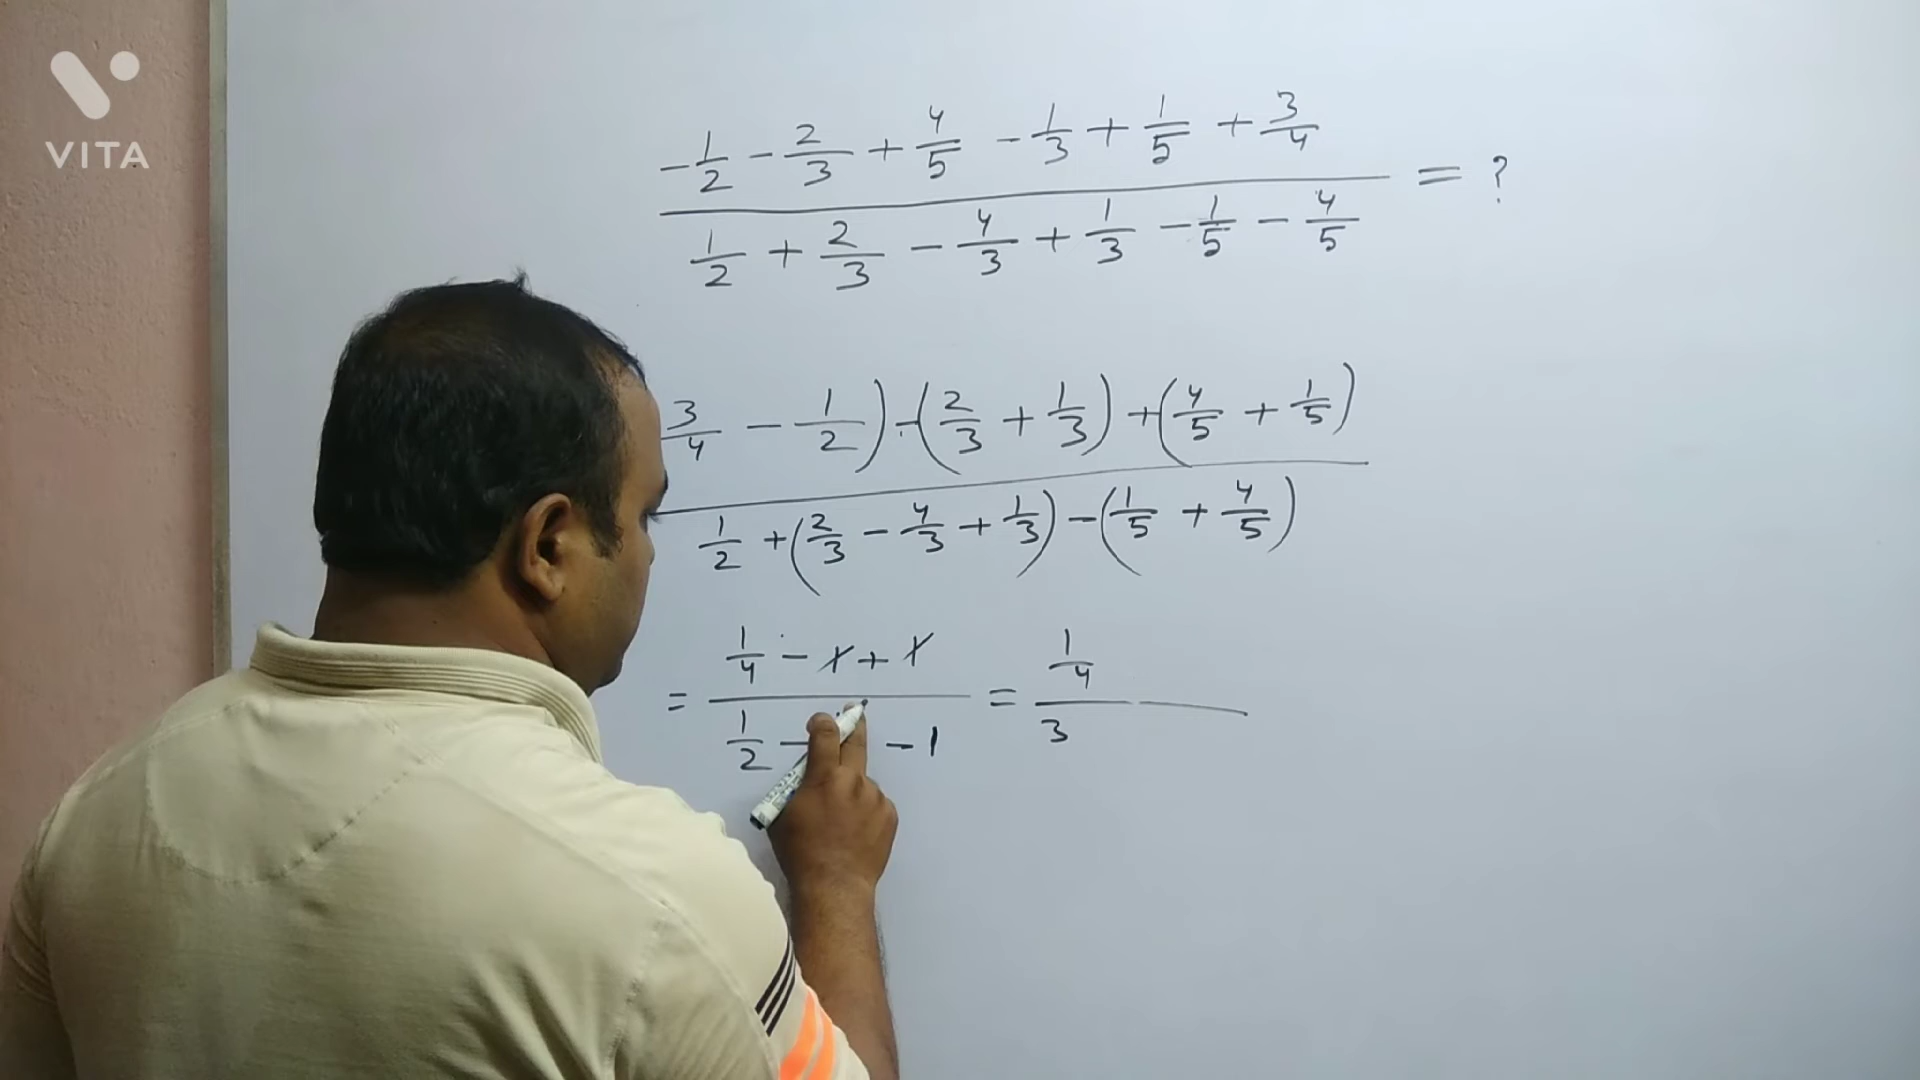 VITA
-1/2 - 2/3 + 4/5 - 1/3 + 1/5 + 3/4
= ?
1/2 + 2/3 - 4/3 + 1/3 - 1/5 - 4/5
3/4 - 1/2) - (2/3 + 1/3) + (4/5 + 1/5)
1/2 + (2/3 - 4/3 + 1/3) - (1/5 + 4/5)
1/4 - 1 + 1
1/4
=
=
1/2 - - 1
3